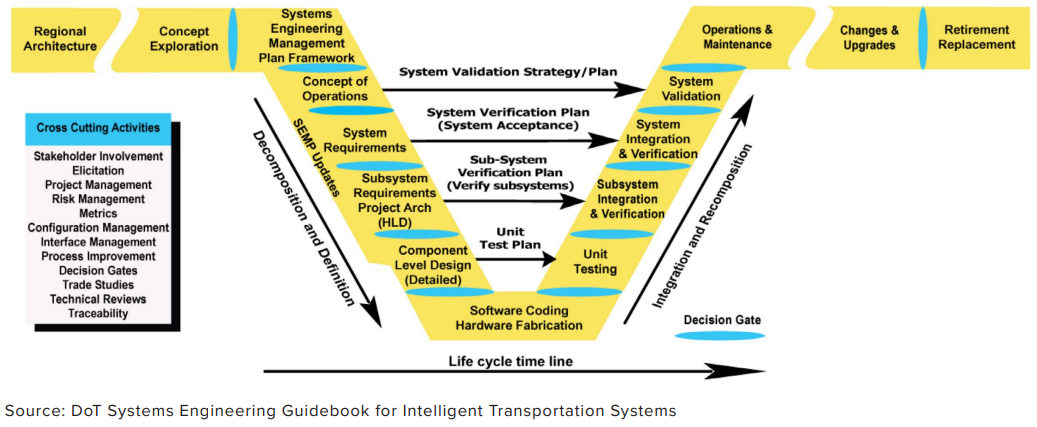 Regional
Architecture
Concept
Exploration
Systems
Engineering
Management
Plan Framework
Concept of
Operations
System
Requirements
Subsystem
Requirements
Project Arch
(HLD)
Component
Level Design
(Detailed)
SEMP Updates
Decomposition and Definition
Software Coding
Hardware Fabrication
System Validation Strategy/Plan
System Verification Plan
(System Acceptance)
Sub-System
Verification Plan
(Verify subsystems)
Unit
Test Plan
Operations &
Maintenance
Changes &
Upgrades
Retirement
Replacement
System
Validation
System
Integration
& Verification
Subsystem
Integration
& Verification
Unit
Testing
Integration and Recomposition
Cross Cutting Activities
Stakeholder Involvement
Elicitation
Project Management
Risk Management
Metrics
Configuration Management
Interface Management
Process Improvement
Decision Gates
Trade Studies
Technical Reviews
Traceability
Decision Gate
Life cycle time line
Source: DoT Systems Engineering Guidebook for Intelligent Transportation Systems